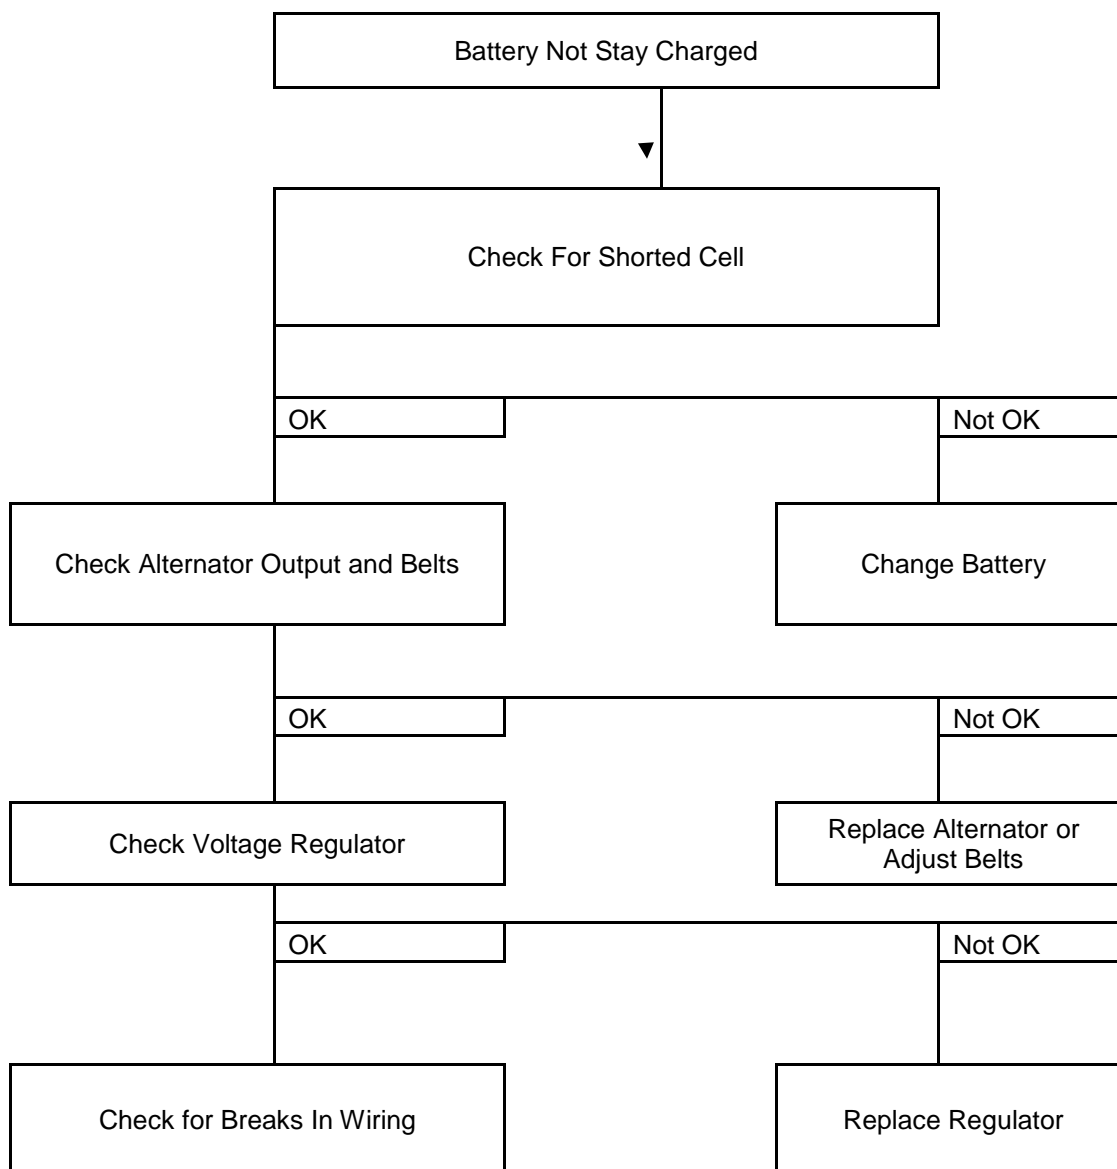 Battery Not Stay Charged
Check For Shorted Cell
OK
Not OK
Check Alternator Output and Belts
Change Battery
OK
Not OK
Check Voltage Regulator
Replace Alternator or
Adjust Belts
OK
Not OK
Check for Breaks In Wiring
Replace Regulator